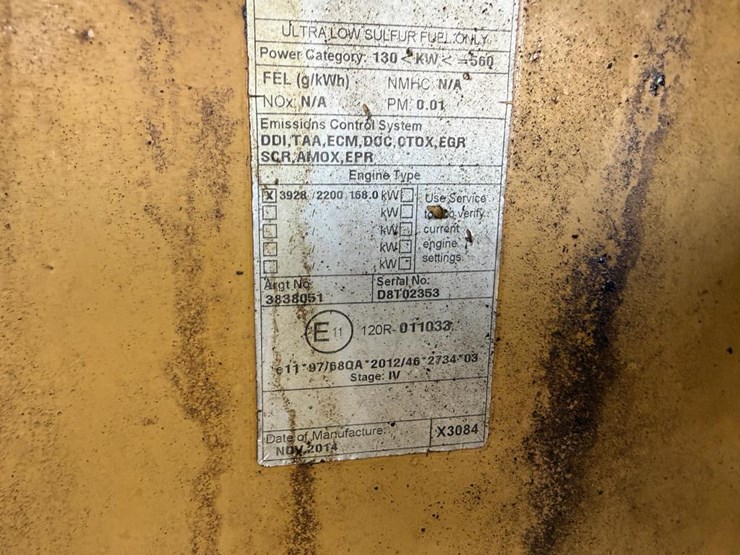 ULTRA LOW SULFUR FUEL ONLY
Power Category: 130 < KW < =560
FEL (g/kWh) NMHC N/A
NOx N/A PM 0.01
Emissions Control System
DDI,TAA,ECM,DOC,OTOX,EGR
SCR,AMOX,EPR
Engine Type
X 3928 /2200 168.0 kW Use Service
kW to verify
kW current
kW engine
kW settings
Argt No: Serial No:
3838051 D8T02353
E 11 120R-011033
e11*97/68QA*2012/46*2734*03
Stage: IV
Date of Manufacture: X3084
NOV.2014